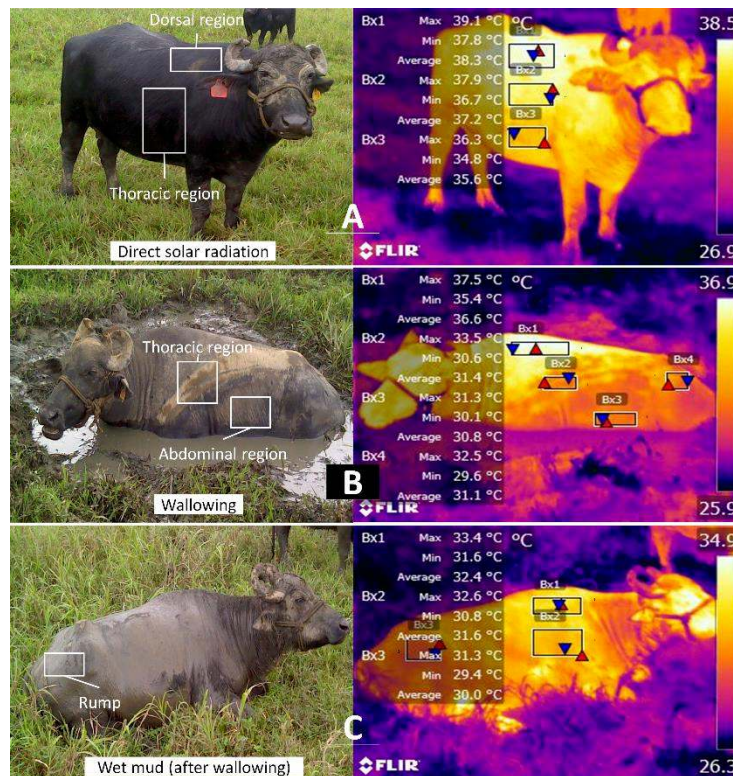 Dorsal region
Thoracic region
Direct solar radiation
A
Bx1 Max 39.1 °C °C 38.5
Min 37.8 °C
Average 38.3 °C
Bx2 Max 37.9 °C Bx2
Min 36.7 °C
Average 37.2 °C
Bx3 Max 36.3 °C Bx3
Min 34.8 °C
Average 35.6 °C
FLIR 26.9
Thoracic region
Abdominal region
Wallowing
B
Bx1 Max 37.5 °C °C 36.9
Min 35.4 °C
Average 36.6 °C Bx1
Bx2 Max 33.5 °C
Min 30.6 °C Bx2 Bx4
Average 31.4 °C
Bx3 Max 31.3 °C Bx3
Min 30.1 °C
Average 30.8 °C
Bx4 Max 32.5 °C
Min 29.6 °C
Average 31.1 °C
FLIR 25.9
Rump
Wet mud (after wallowing)
C
Bx1 Max 33.4 °C °C 34.9
Min 31.6 °C
Average 32.4 °C Bx1
Bx2 Max 32.6 °C
Min 30.8 °C Bx2
Bx3 Average 31.6 °C
Bx3 Max 31.3 °C
Min 29.4 °C
Average 30.0 °C
FLIR 26.3